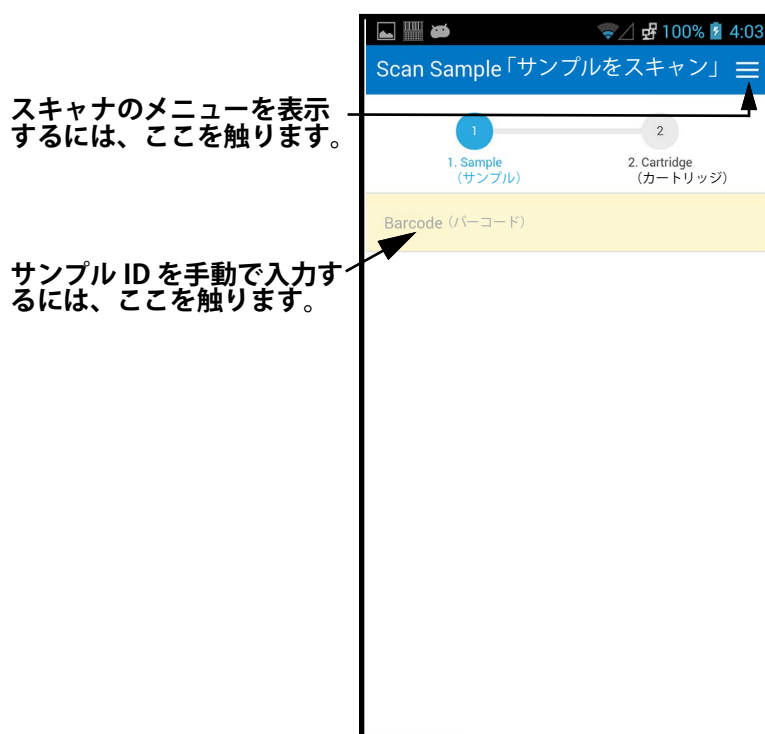 100% 4:03
Scan Sample「サンプルをスキャン」
スキャナのメニューを表示
するには、ここを触ります。
1
2
1. Sample
（サンプル）
2. Cartridge
（カートリッジ）
Barcode（バーコード）
サンプル ID を手動で入力す
るには、ここを触ります。